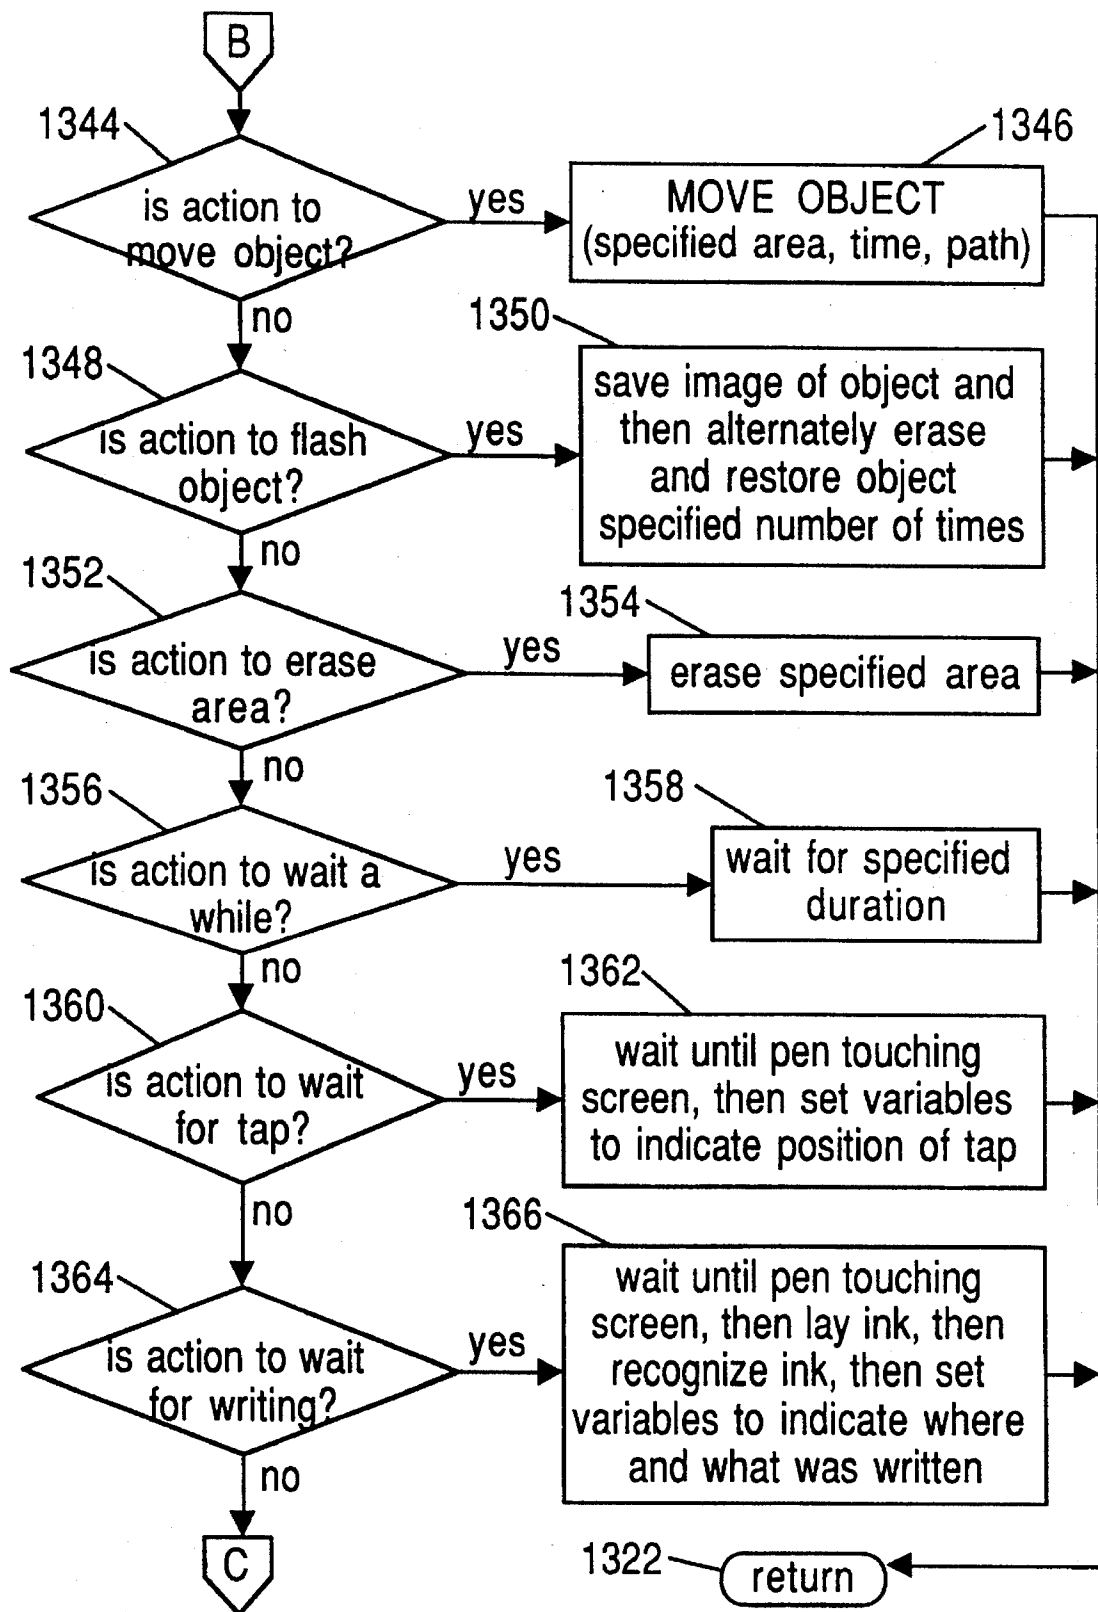 B
1344
1346
is action to
move object?
yes
MOVE OBJECT
(specified area, time, path)
no
1350
1348
is action to flash
object?
yes
save image of object and
then alternately erase
and restore object
specified number of times
no
1352
1354
is action to erase
area?
yes
erase specified area
no
1356
1358
is action to wait a
while?
yes
wait for specified
duration
no
1360
1362
is action to wait
for tap?
yes
wait until pen touching
screen, then set variables
to indicate position of tap
no
1364
1366
is action to wait
for writing?
yes
wait until pen touching
screen, then lay ink, then
recognize ink, then set
variables to indicate where
and what was written
no
C
1322
return